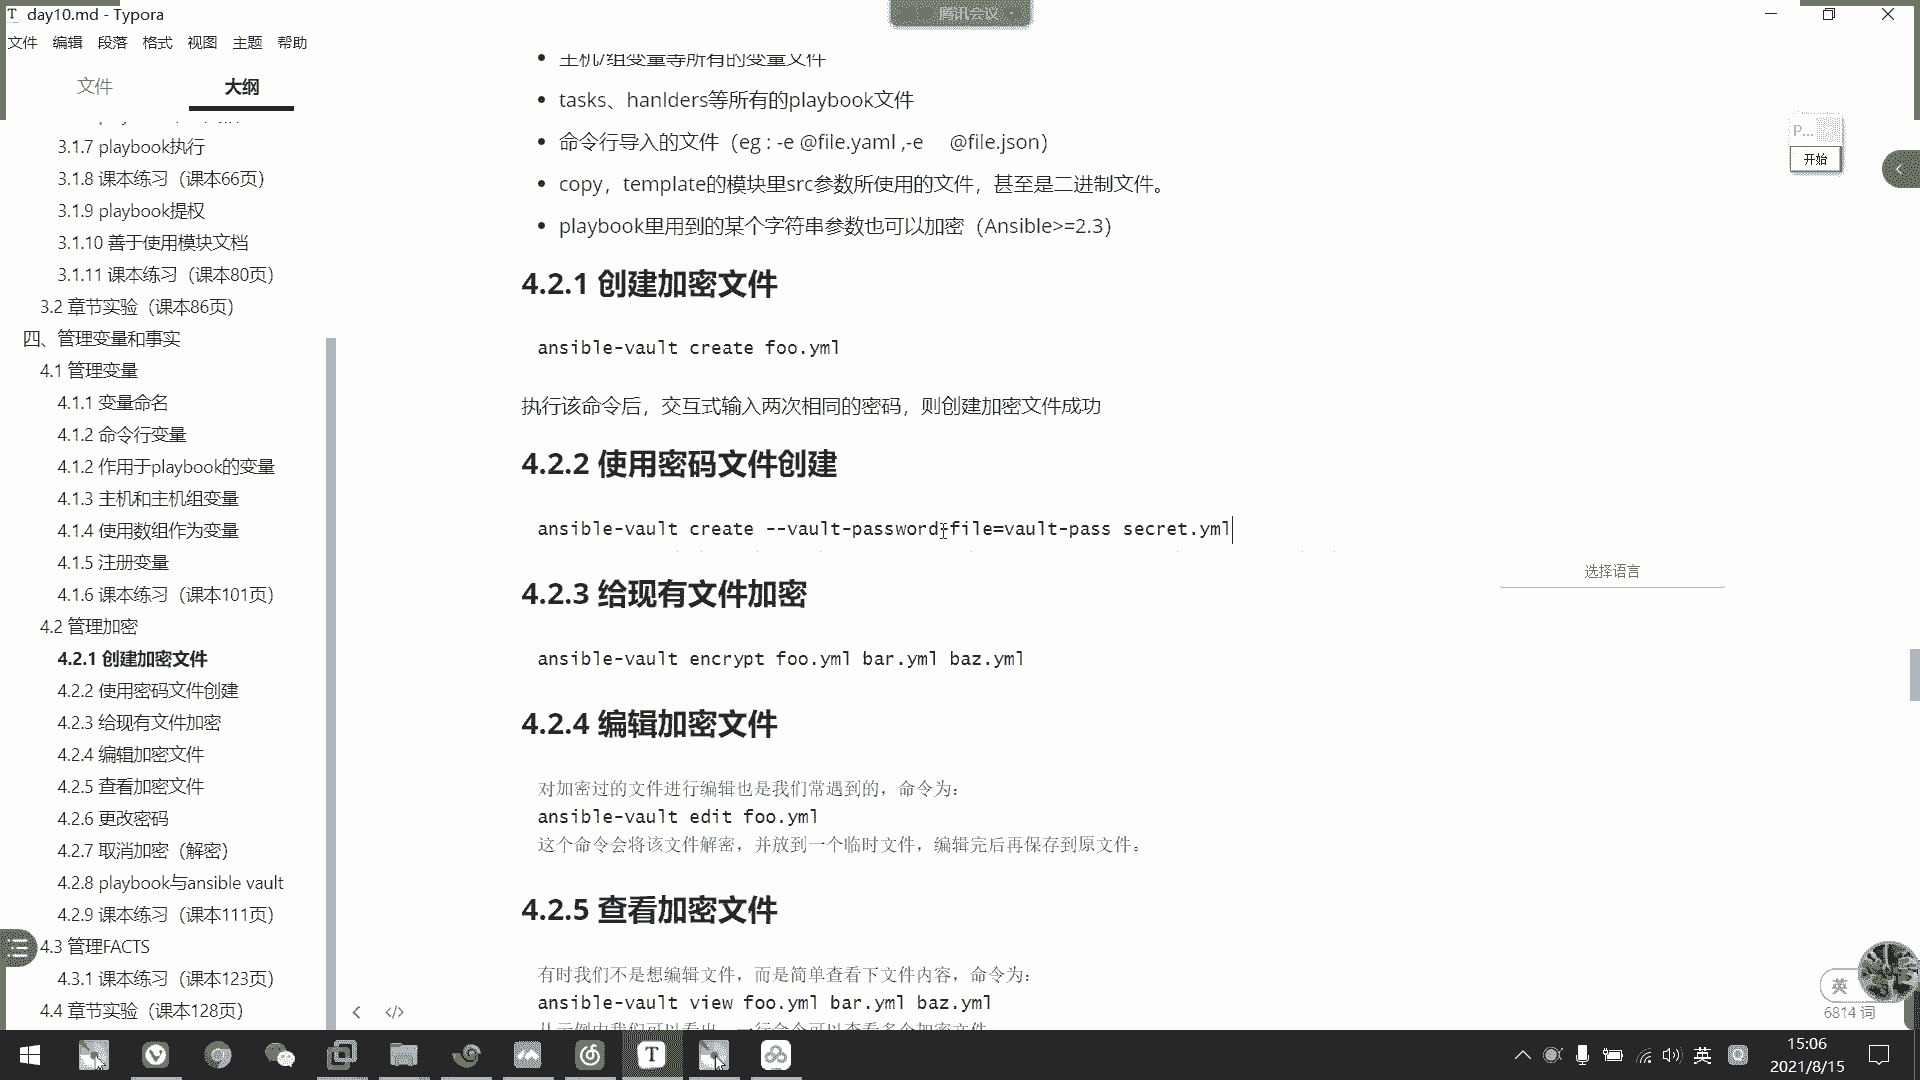 day10.md - Typora
腾讯会议
文件 编辑 段落 格式 视图 主题 帮助
文件 大纲
3.1.7 playbook执行
3.1.8 课本练习（课本66页）
3.1.9 playbook提权
3.1.10 善于使用模块文档
3.1.11 课本练习（课本80页）
3.2 章节实验（课本86页）
四、管理变量和事实
4.1 管理变量
4.1.1 变量命名
4.1.2 命令行变量
4.1.2 作用于playbook的变量
4.1.3 主机和主机组变量
4.1.4 使用数组作为变量
4.1.5 注册变量
4.1.6 课本练习（课本101页）
4.2 管理加密
4.2.1 创建加密文件
4.2.2 使用密码文件创建
4.2.3 给现有文件加密
4.2.4 编辑加密文件
4.2.5 查看加密文件
4.2.6 更改密码
4.2.7 取消加密（解密）
4.2.8 playbook与ansible vault
4.2.9 课本练习（课本111页）
4.3 管理FACTS
4.3.1 课本练习（课本123页）
4.4 章节实验（课本128页）
主机/组变量等所有的变量文件
tasks、hanlders等所有的playbook文件
命令行导入的文件（eg : -e @file.yaml ,-e @file.json）
copy，template的模块里src参数所使用的文件，甚至是二进制文件。
playbook里用到的某个字符串参数也可以加密（Ansible>=2.3）
4.2.1 创建加密文件
ansible-vault create foo.yml
执行该命令后，交互式输入两次相同的密码，则创建加密文件成功
4.2.2 使用密码文件创建
ansible-vault create --vault-password-file=vault-pass secret.yml
选择语言
4.2.3 给现有文件加密
ansible-vault encrypt foo.yml bar.yml baz.yml
4.2.4 编辑加密文件
对加密过的文件进行编辑也是我们常遇到的，命令为：
ansible-vault edit foo.yml
这个命令会将该文件解密，并放到一个临时文件，编辑完后再保存到原文件。
4.2.5 查看加密文件
有时我们不是想编辑文件，而是简单查看下文件内容，命令为：
ansible-vault view foo.yml bar.yml baz.yml
从示例中我们可以看出，一行命令可以查看多个加密文件
P...
开始
英
6814 词
英
15:06
2021/8/15